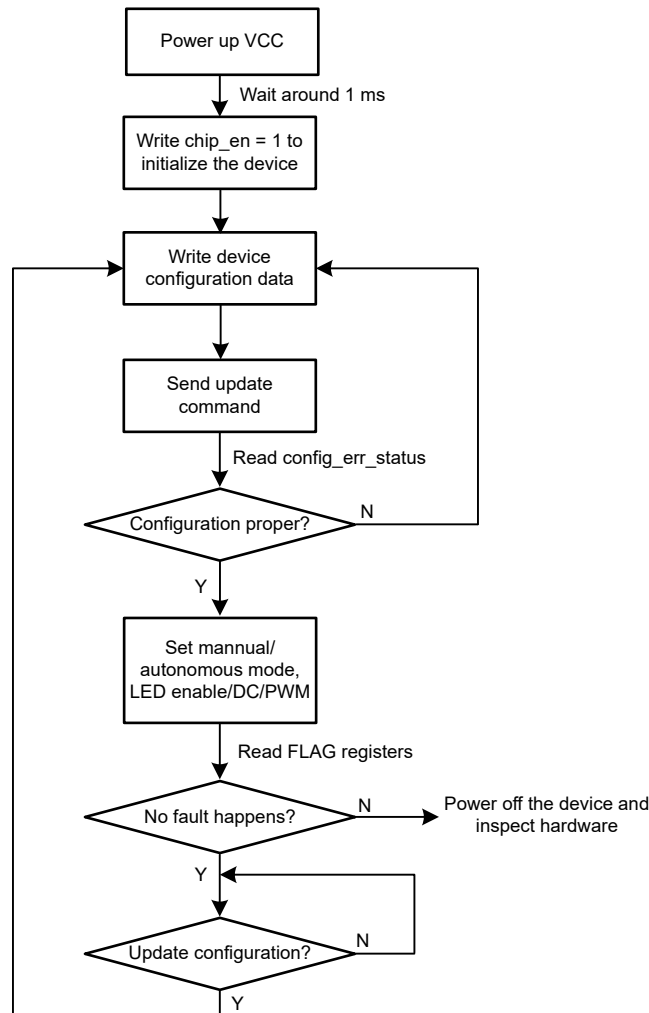 Power up VCC
Wait around 1 ms
Write chip_en = 1 to
initialize the device
Write device
configuration data
Send update
command
Read config_err_status
Configuration proper?
N
Y
Set mannual/
autonomous mode,
LED enable/DC/PWM
Read FLAG registers
No fault happens?
N
Power off the device and
inspect hardware
Y
Update configuration?
N
Y